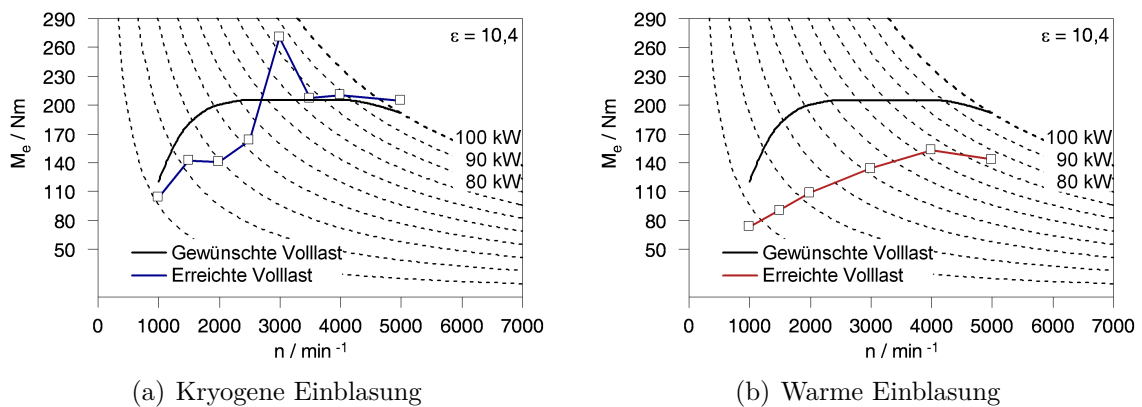 290
260
230
200
170
140
110
80
50
M_e / Nm
ε = 10,4
100 kW
90 kW
80 kW
Gewünschte Volllast
Erreichte Volllast
0 1000 2000 3000 4000 5000 6000 7000
n / min -1
(a) Kryogene Einblasung
290
260
230
200
170
140
110
80
50
M_e / Nm
ε = 10,4
100 kW
90 kW
80 kW
Gewünschte Volllast
Erreichte Volllast
0 1000 2000 3000 4000 5000 6000 7000
n / min -1
(b) Warme Einblasung